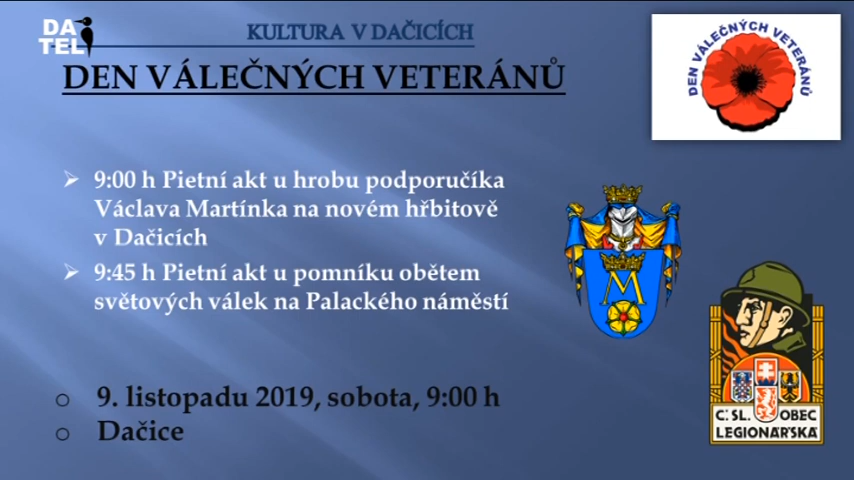 DA
TEL
KULTURA V DAČICÍCH
DEN VÁLEČNÝCH VETERÁNŮ
DEN VÁLEČNÝCH VETERÁNŮ
9:00 h Pietní akt u hrobu podporučíka
Václava Martínka na novém hřbitově
v Dačicích
9:45 h Pietní akt u pomníku obětem
světových válek na Palackého náměstí
M
9. listopadu 2019, sobota, 9:00 h
Dačice
Č.SL. OBEC
LEGIONÁŘSKÁ